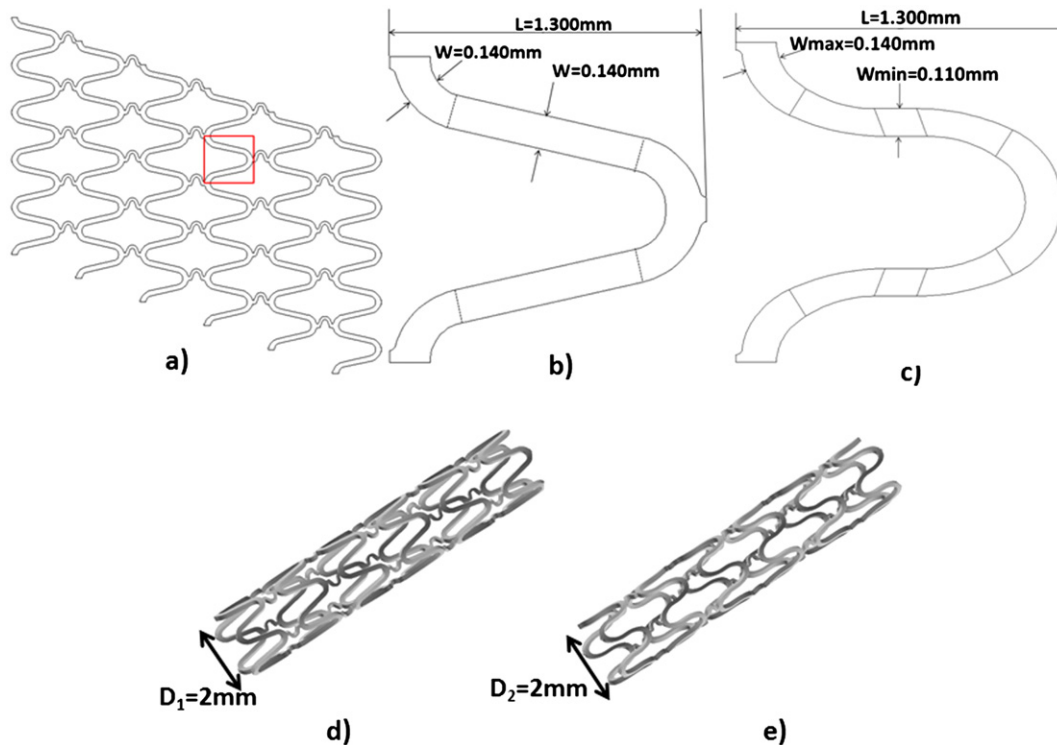 L=1.300mm
W=0.140mm
W=0.140mm
L=1.300mm
Wmax=0.140mm
Wmin=0.110mm
a)
b)
c)
D1=2mm
D2=2mm
d)
e)